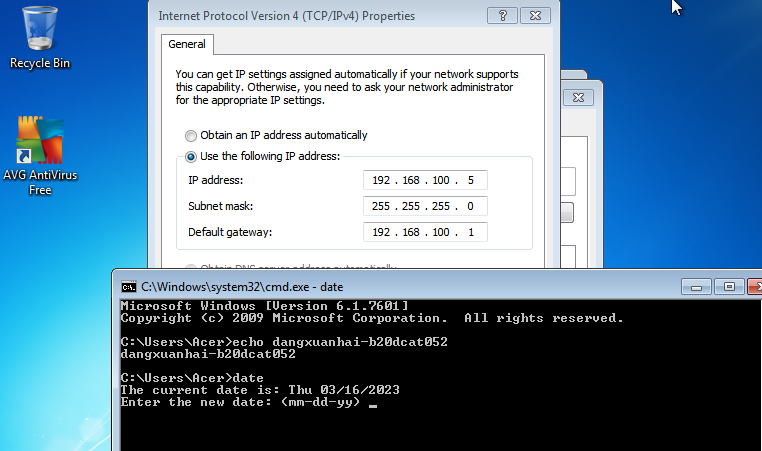 Recycle Bin
AVG AntiVirus
Free
Internet Protocol Version 4 (TCP/IPv4) Properties
General
You can get IP settings assigned automatically if your network supports
this capability. Otherwise, you need to ask your network administrator
for the appropriate IP settings.
Obtain an IP address automatically
Use the following IP address:
IP address: 192 . 168 . 100 . 5
Subnet mask: 255 . 255 . 255 . 0
Default gateway: 192 . 168 . 100 . 1
Obtain DNS server address automatically
C:\Windows\system32\cmd.exe - date
Microsoft Windows [Version 6.1.7601]
Copyright (c) 2009 Microsoft Corporation.  All rights reserved.
C:\Users\Acer>echo dangxuanhai-b20dcat052
dangxuanhai-b20dcat052
C:\Users\Acer>date
The current date is: Thu 03/16/2023
Enter the new date: (mm-dd-yy) _